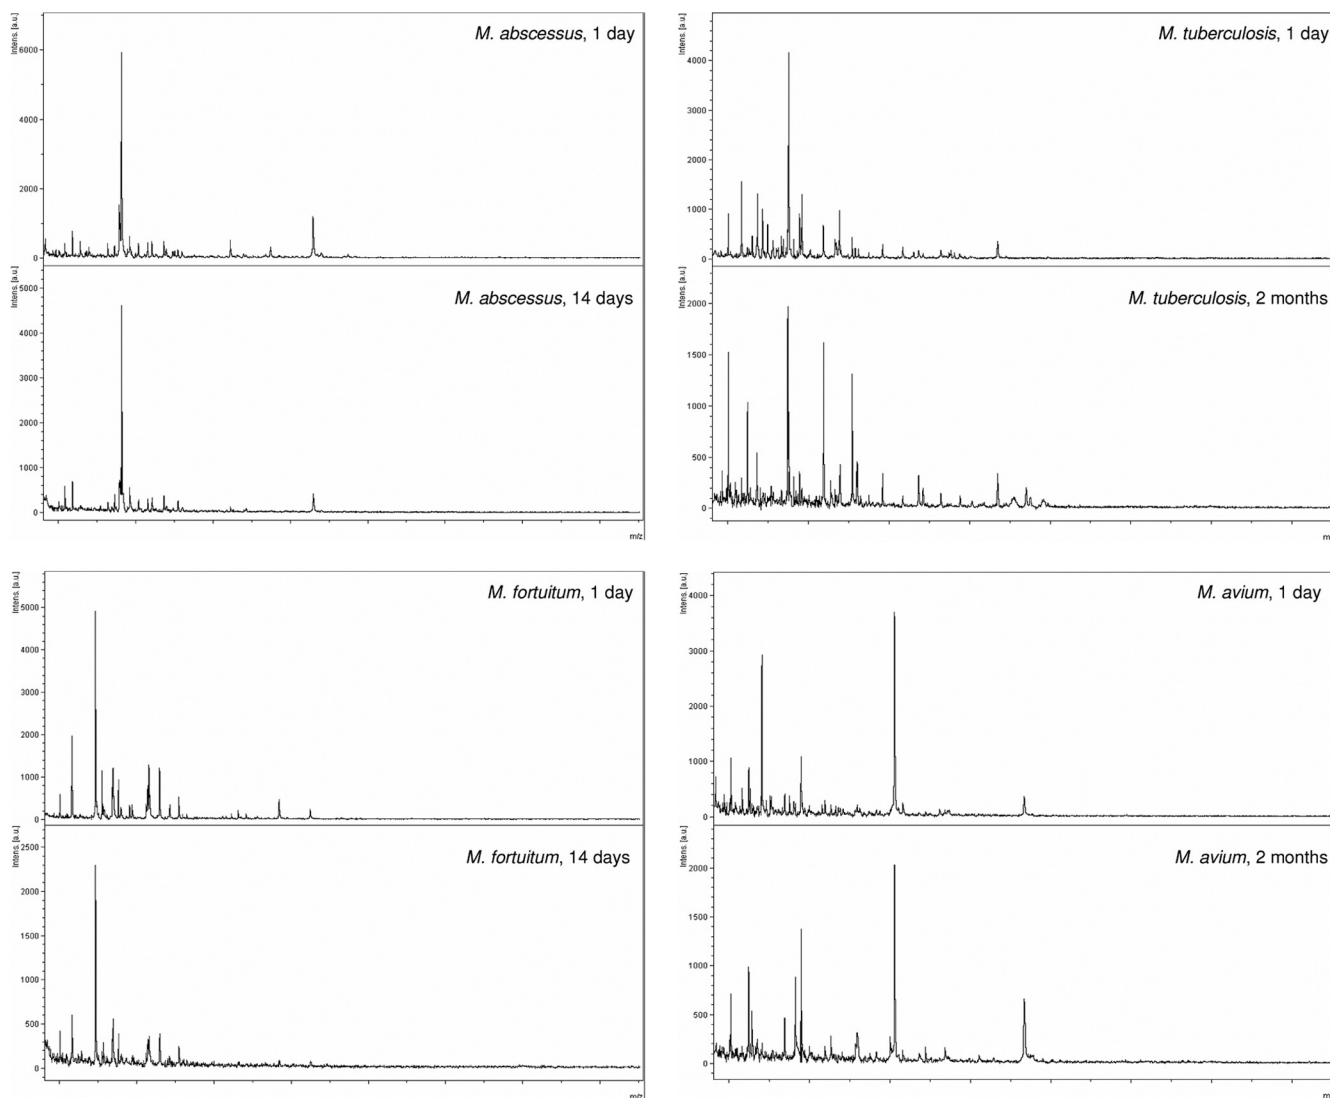 Intens. [a.u.]
M. abscessus, 1 day
6000
4000
2000
0
Intens. [a.u.]
M. abscessus, 14 days
5000
4000
3000
2000
1000
0
m/z
Intens. [a.u.]
M. tuberculosis, 1 day
4000
3000
2000
1000
0
Intens. [a.u.]
M. tuberculosis, 2 months
2000
1500
1000
500
0
m
Intens. [a.u.]
M. fortuitum, 1 day
5000
4000
3000
2000
1000
0
Intens. [a.u.]
M. fortuitum, 14 days
2500
2000
1500
1000
500
0
m/z
Intens. [a.u.]
M. avium, 1 day
4000
3000
2000
1000
0
Intens. [a.u.]
M. avium, 2 months
2000
1500
1000
500
0
m